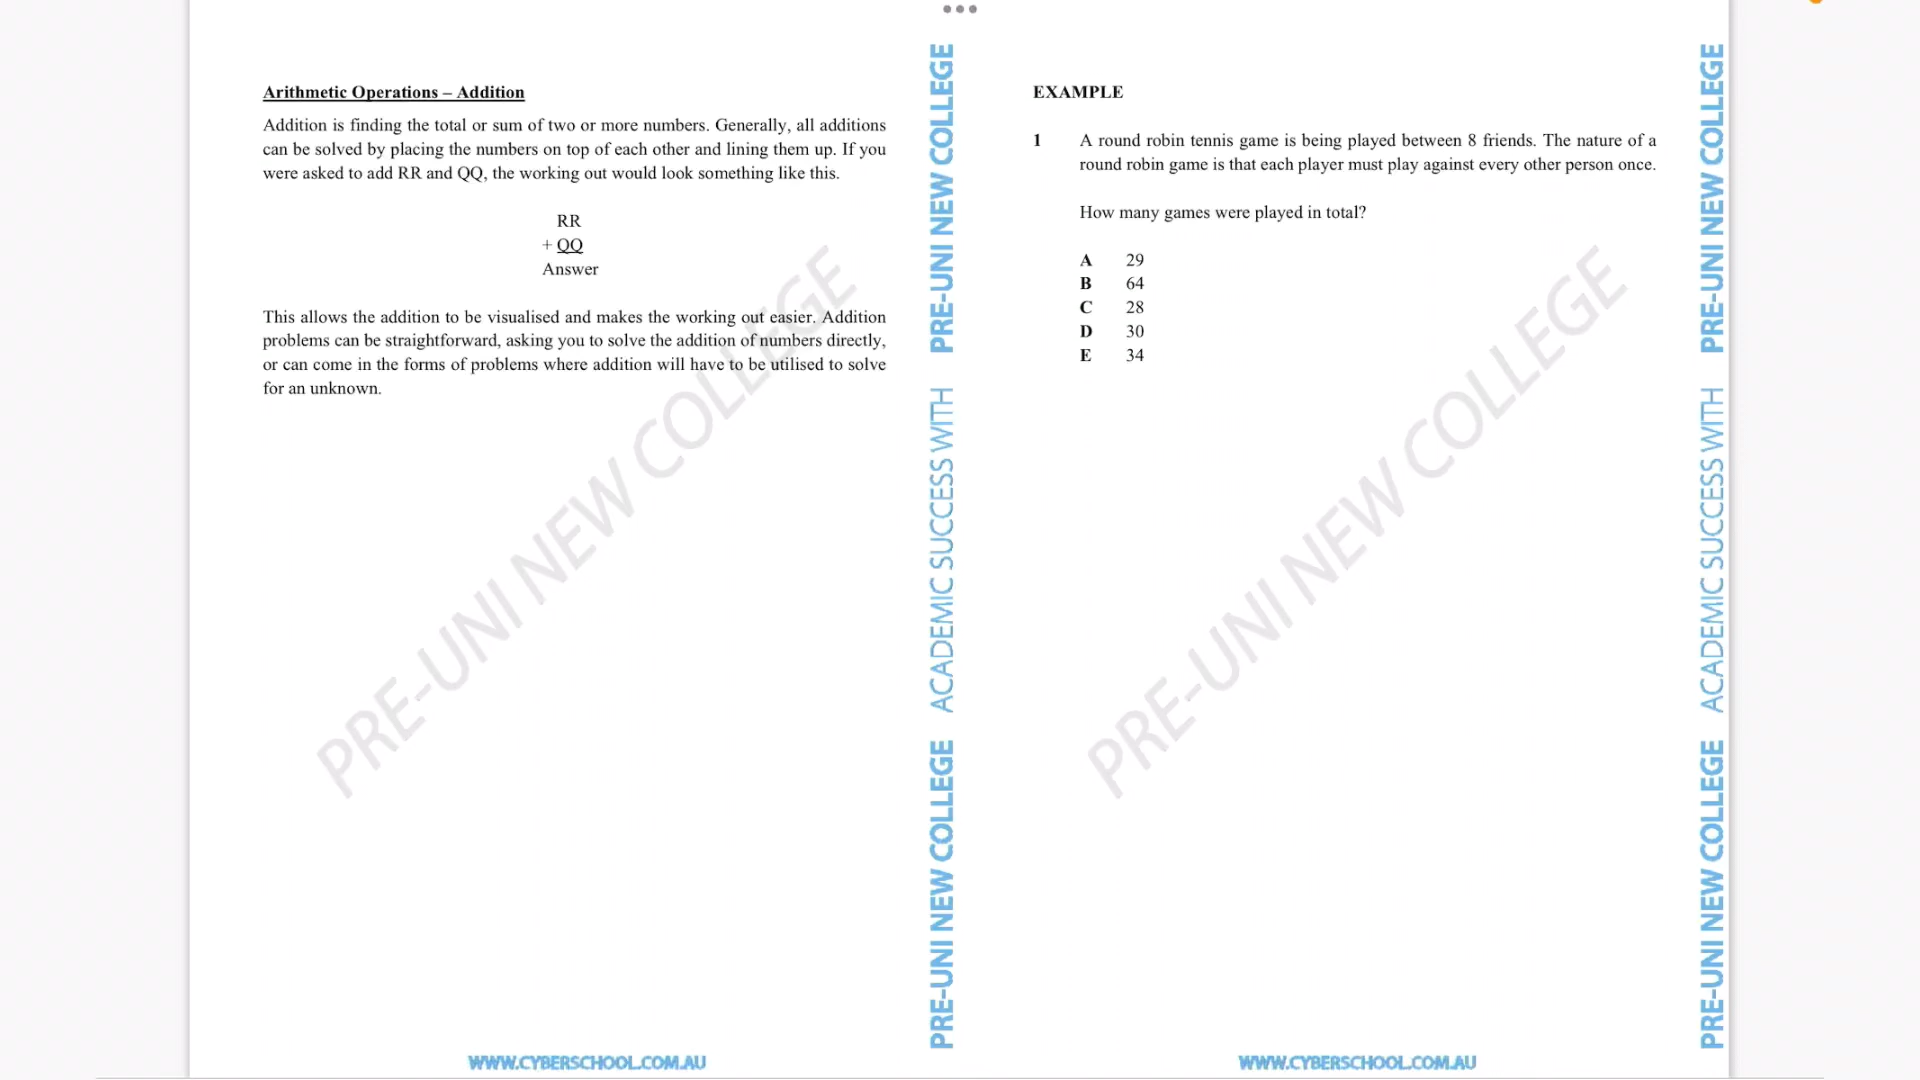 Arithmetic Operations – Addition
Addition is finding the total or sum of two or more numbers. Generally, all additions
can be solved by placing the numbers on top of each other and lining them up. If you
were asked to add RR and QQ, the working out would look something like this.
RR
+ QQ
Answer
This allows the addition to be visualised and makes the working out easier. Addition
problems can be straightforward, asking you to solve the addition of numbers directly,
or can come in the forms of problems where addition will have to be utilised to solve
for an unknown.
PRE-UNI NEW COLLEGE
PRE-UNI NEW COLLEGE ACADEMIC SUCCESS WITH PRE-UNI NEW COLLEGE
WWW.CYBERSCHOOL.COM.AU
EXAMPLE
1 A round robin tennis game is being played between 8 friends. The nature of a
round robin game is that each player must play against every other person once.
How many games were played in total?
A 29
B 64
C 28
D 30
E 34
PRE-UNI NEW COLLEGE
PRE-UNI NEW COLLEGE ACADEMIC SUCCESS WITH PRE-UNI NEW COLLEGE
WWW.CYBERSCHOOL.COM.AU